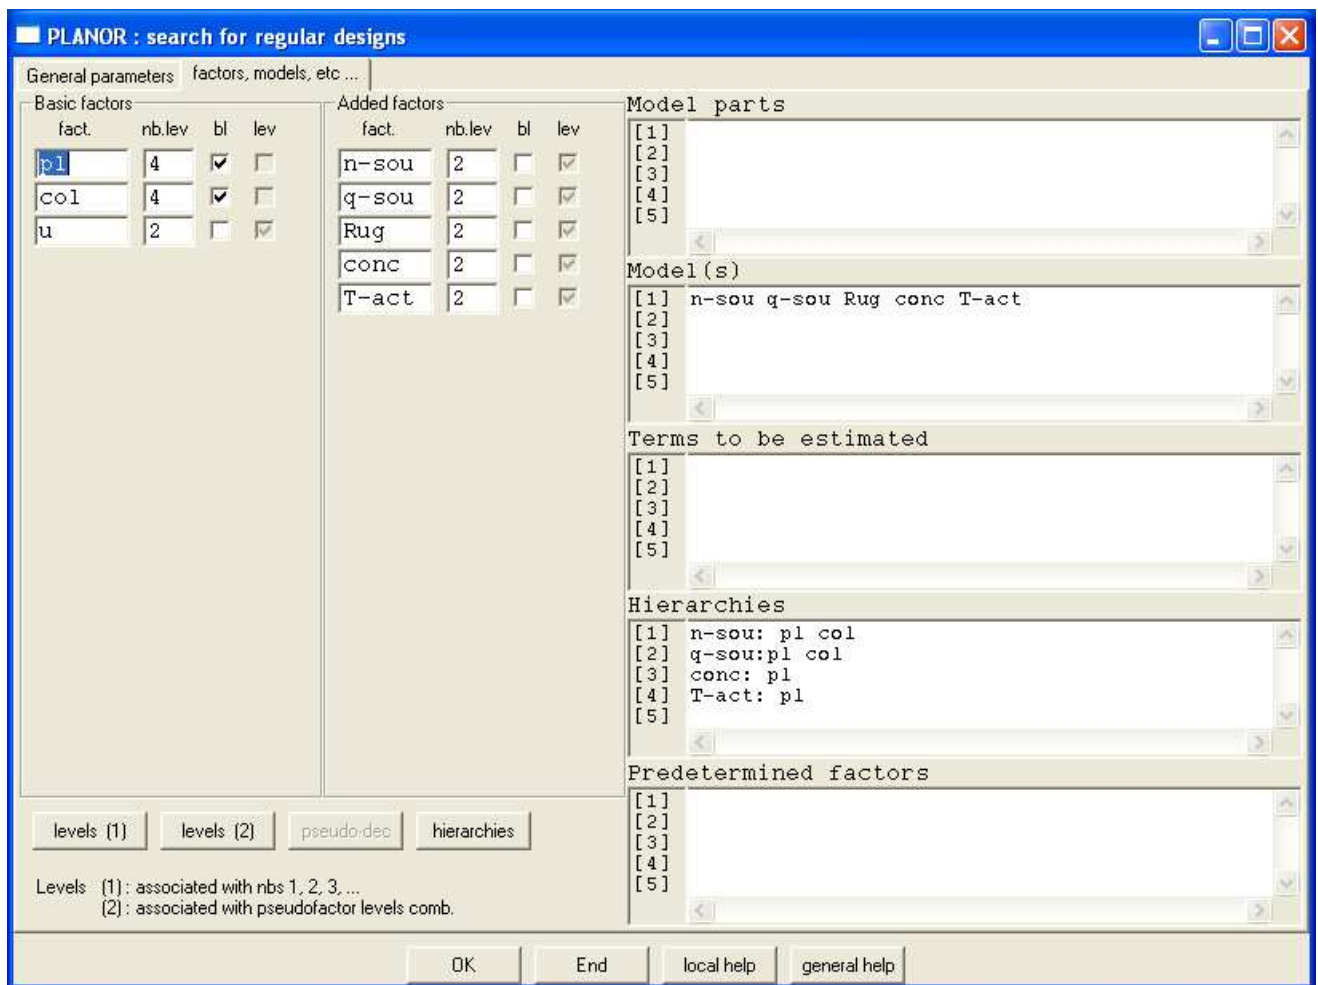 PLANOR : search for regular designs
General parameters factors, models, etc ...
Basic factors
fact. nb.lev bl lev
pl 4
col 4
u 2
Added factors
fact. nb.lev bl lev
n-sou 2
q-sou 2
Rug 2
conc 2
T-act 2
Model parts
[1]
[2]
[3]
[4]
[5]
Model(s)
[1] n-sou q-sou Rug conc T-act
[2]
[3]
[4]
[5]
Terms to be estimated
[1]
[2]
[3]
[4]
[5]
Hierarchies
[1] n-sou: pl col
[2] q-sou:pl col
[3] conc: pl
[4] T-act: pl
[5]
Predetermined factors
[1]
[2]
[3]
[4]
[5]
levels (1) levels (2) pseudo-dec hierarchies
Levels (1) : associated with nbs 1, 2, 3, ...
(2) : associated with pseudofactor levels comb.
OK End local help general help